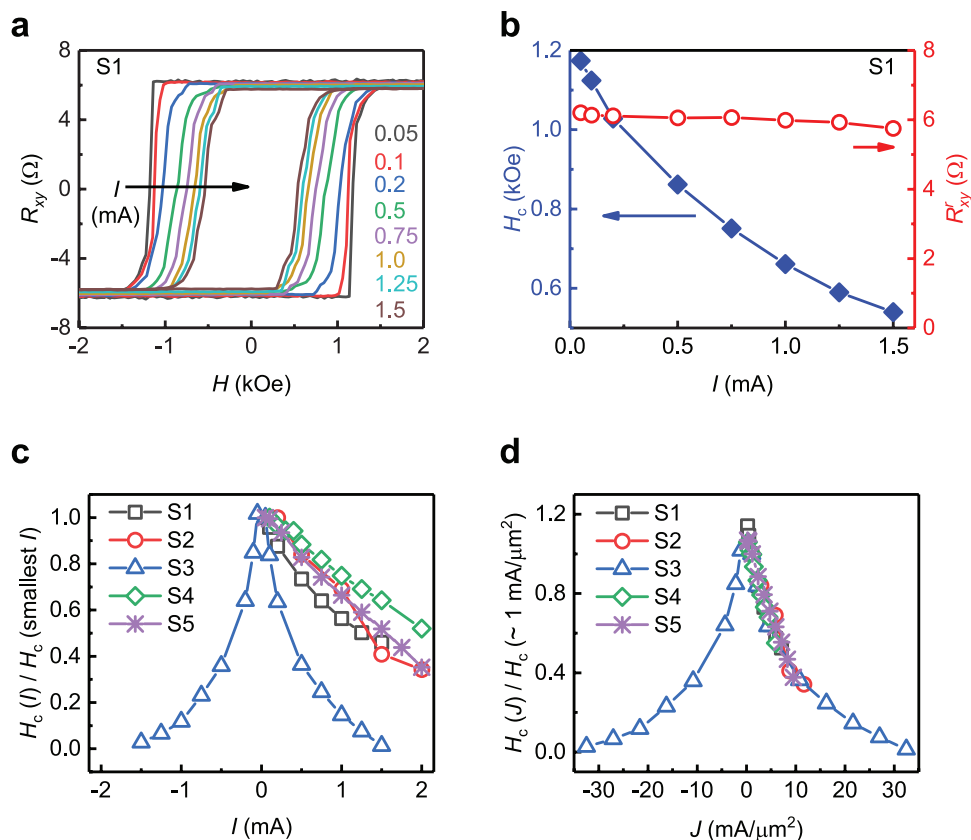 a
S1
8
4
0
-4
-8
R_xy (Ω)
I
(mA)
0.05
0.1
0.2
0.5
0.75
1.0
1.25
1.5
-2
-1
0
1
2
H (kOe)
b
S1
1.2
1.0
0.8
0.6
H_c (kOe)
8
6
4
2
0
R^r_xy (Ω)
0.0
0.5
1.0
1.5
I (mA)
c
S1
S2
S3
S4
S5
1.0
0.8
0.6
0.4
0.2
0.0
H_c (I) / H_c (smallest I)
-2
-1
0
1
2
I (mA)
d
S1
S2
S3
S4
S5
1.2
0.8
0.4
0.0
H_c (J) / H_c (~ 1 mA/μm²)
-30
-20
-10
0
10
20
30
J (mA/μm²)